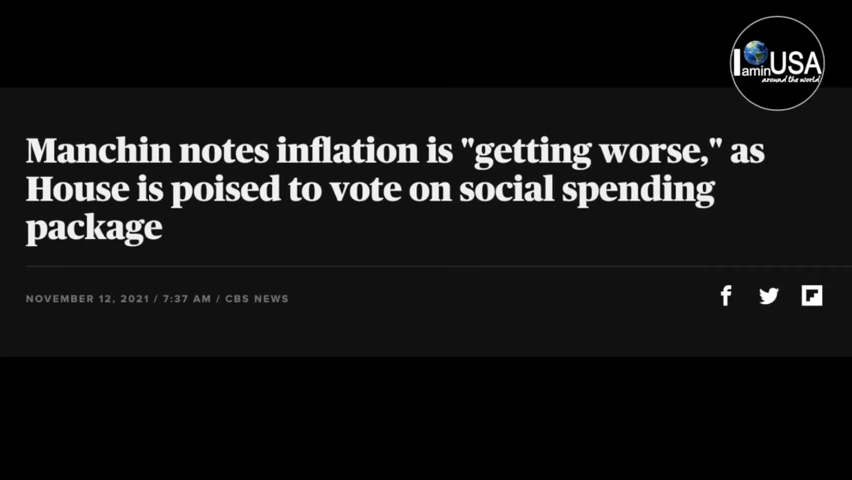 I aminUSA
around the world
Manchin notes inflation is "getting worse," as
House is poised to vote on social spending
package
NOVEMBER 12, 2021 / 7:37 AM / CBS NEWS